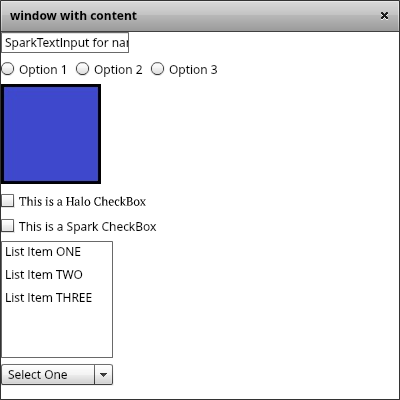 window with content
SparkTextInput for nar
Option 1 Option 2 Option 3
This is a Halo CheckBox
This is a Spark CheckBox
List Item ONE
List Item TWO
List Item THREE
Select One